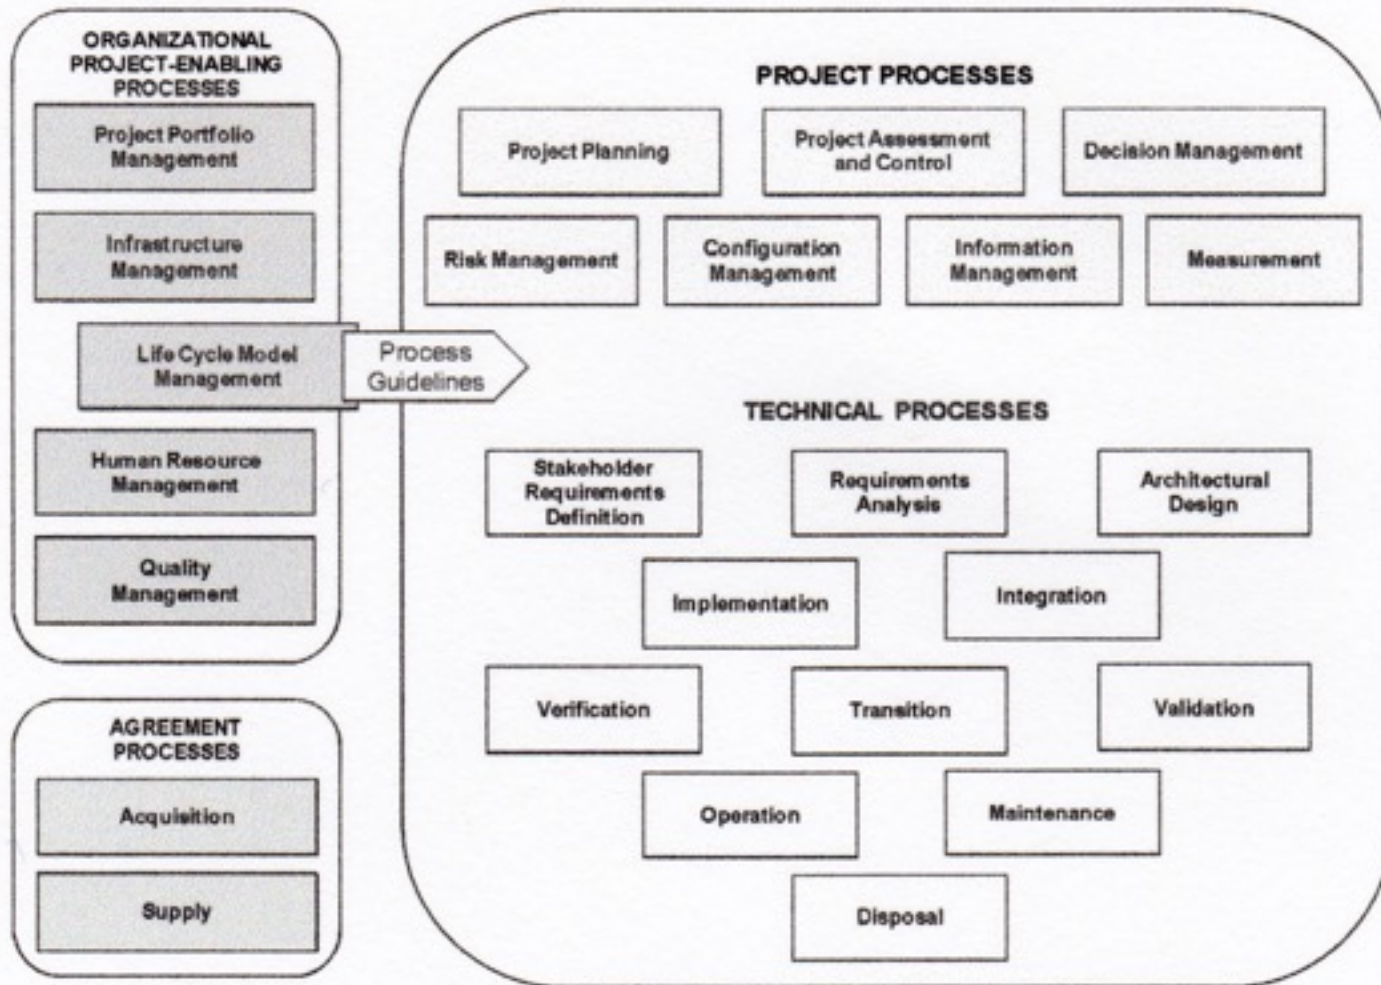 ORGANIZATIONAL
PROJECT-ENABLING
PROCESSES
Project Portfolio
Management
Infrastructure
Management
Life Cycle Model
Management
Human Resource
Management
Quality
Management
AGREEMENT
PROCESSES
Acquisition
Supply
Process
Guidelines
PROJECT PROCESSES
Project Planning
Project Assessment
and Control
Decision Management
Risk Management
Configuration
Management
Information
Management
Measurement
TECHNICAL PROCESSES
Stakeholder
Requirements
Definition
Requirements
Analysis
Architectural
Design
Implementation
Integration
Verification
Transition
Validation
Operation
Maintenance
Disposal